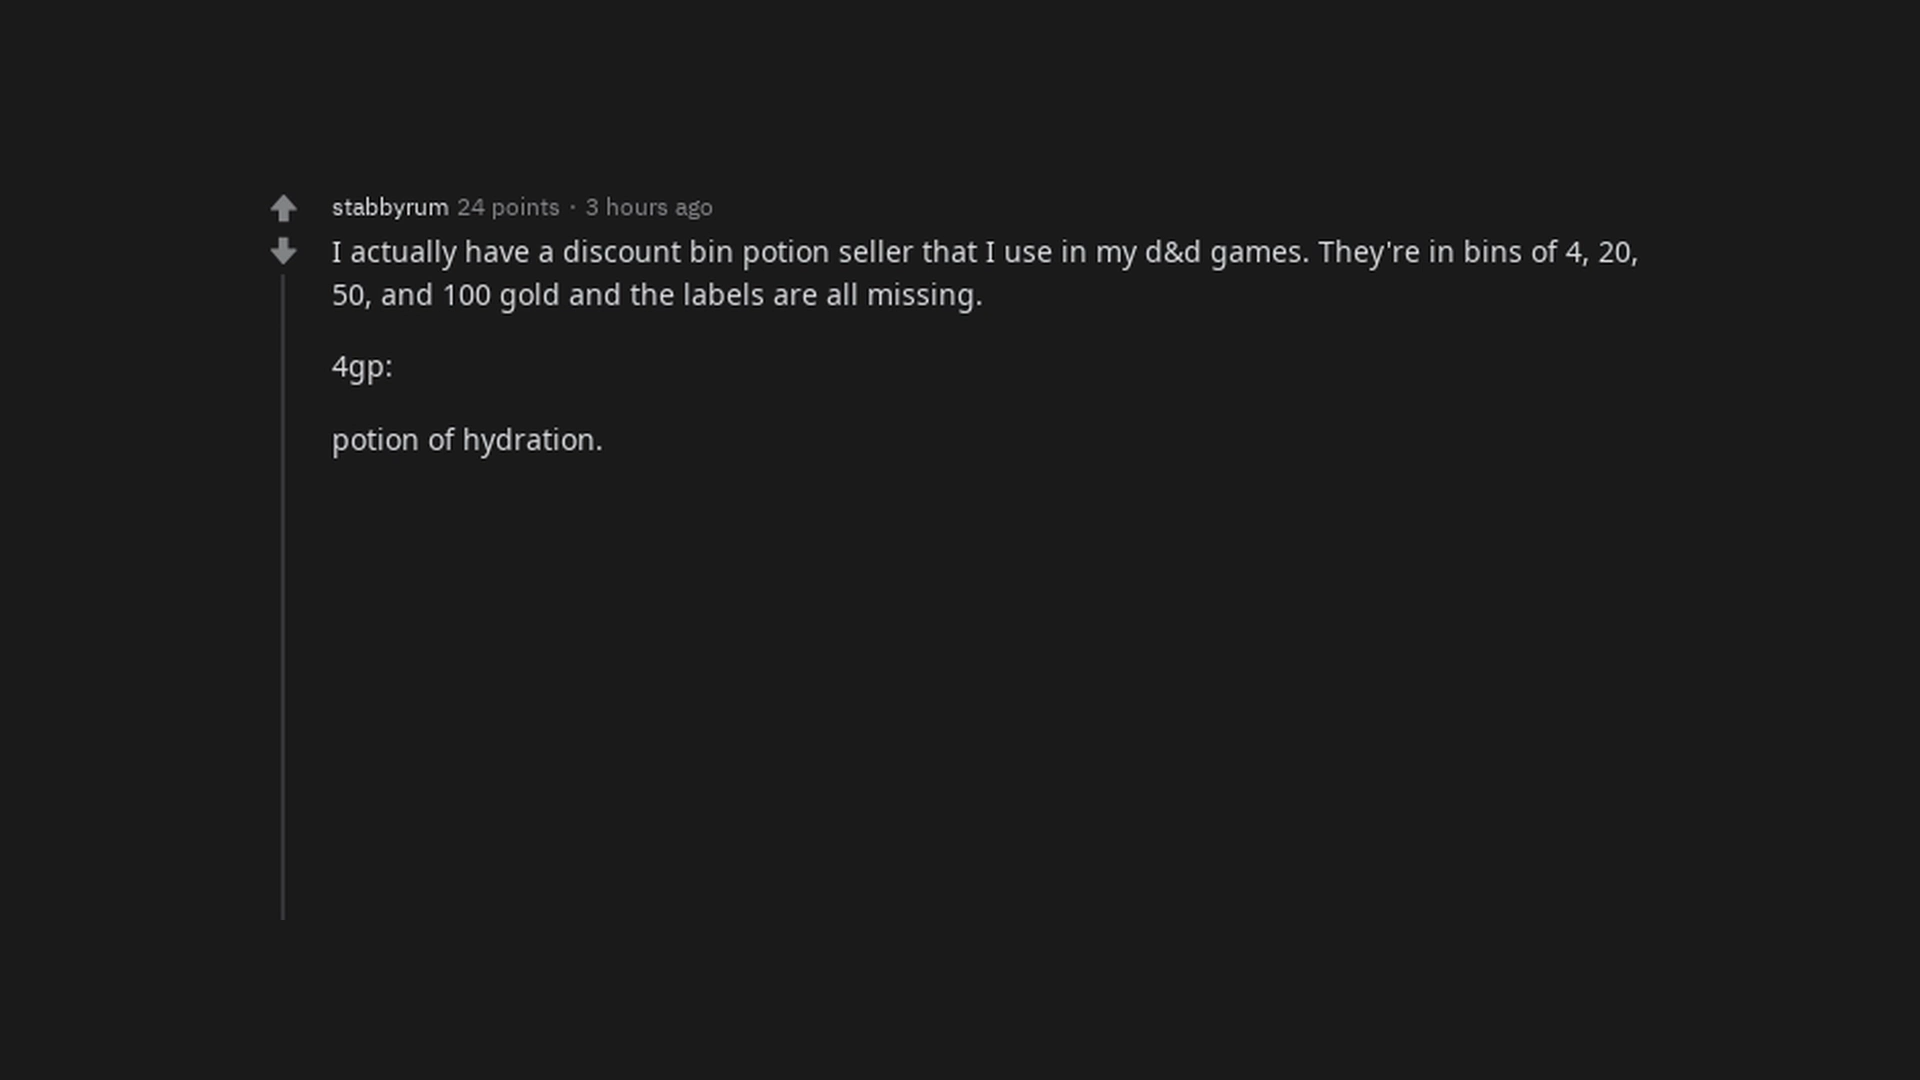 stabbyrum 24 points · 3 hours ago
I actually have a discount bin potion seller that I use in my d&d games. They're in bins of 4, 20,
50, and 100 gold and the labels are all missing.
4gp:
potion of hydration.